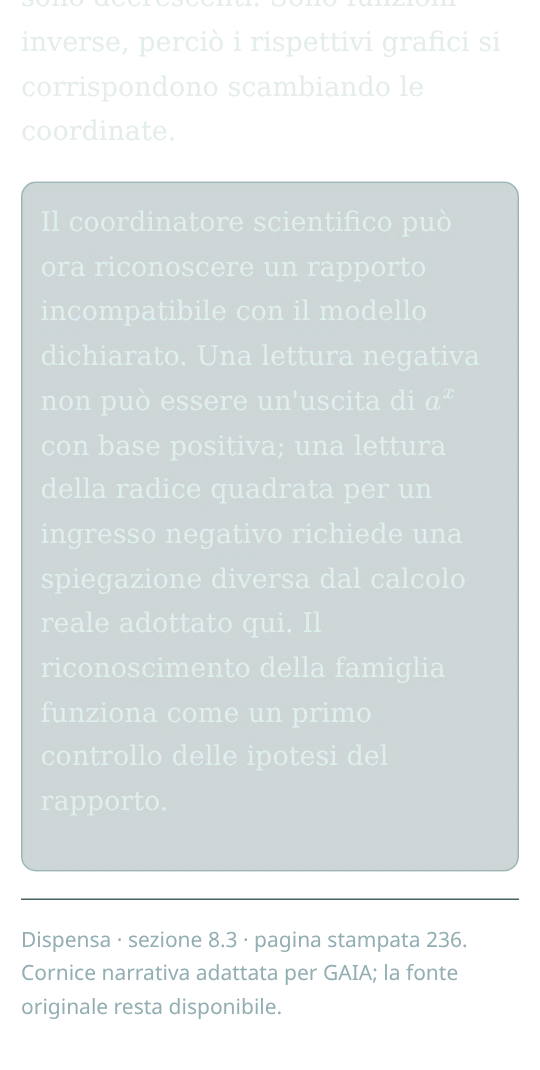 sono decrescenti. Sono funzioni
inverse, perciò i rispettivi grafici si
corrispondono scambiando le
coordinate.
Il coordinatore scientifico può
ora riconoscere un rapporto
incompatibile con il modello
dichiarato. Una lettura negativa
non può essere un'uscita di a^x
con base positiva; una lettura
della radice quadrata per un
ingresso negativo richiede una
spiegazione diversa dal calcolo
reale adottato qui. Il
riconoscimento della famiglia
funziona come un primo
controllo delle ipotesi del
rapporto.
Dispensa · sezione 8.3 · pagina stampata 236.
Cornice narrativa adattata per GAIA; la fonte
originale resta disponibile.